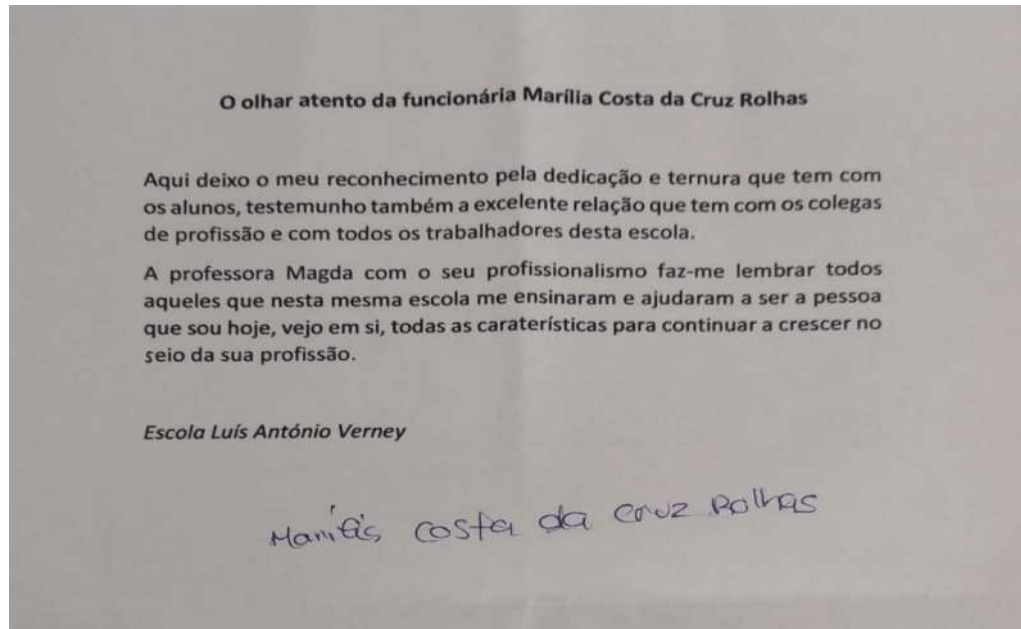 O olhar atento da funcionária Marília Costa da Cruz Rolhas
Aqui deixo o meu reconhecimento pela dedicação e ternura que tem com
os alunos, testemunho também a excelente relação que tem com os colegas
de profissão e com todos os trabalhadores desta escola.
A professora Magda com o seu profissionalismo faz-me lembrar todos
aqueles que nesta mesma escola me ensinaram e ajudaram a ser a pessoa
que sou hoje, vejo em si, todas as caraterísticas para continuar a crescer no
seio da sua profissão.
Escola Luís António Verney
costa da cruz Rolhas